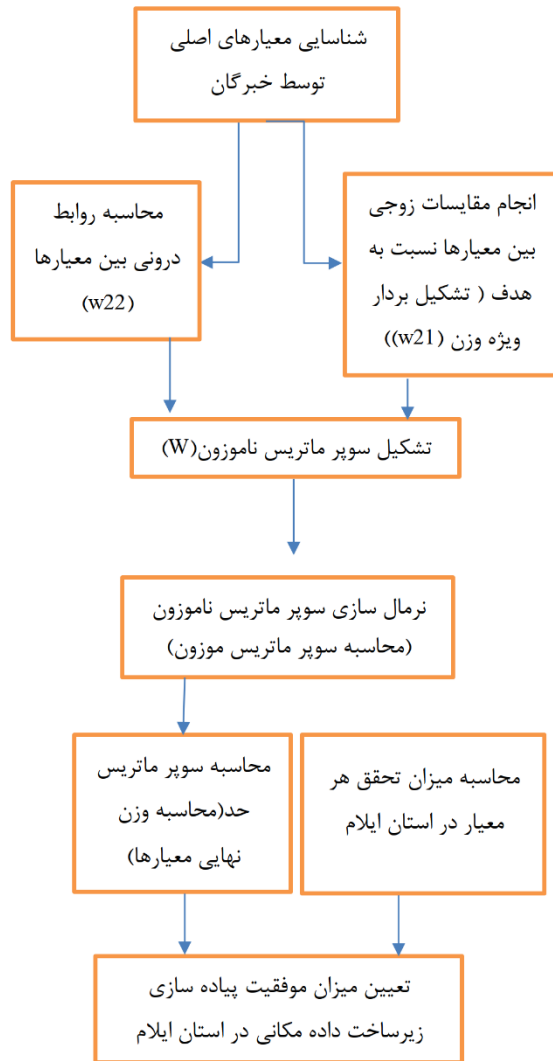 شناسایی معیارهای اصلی
توسط خبرگان
انجام مقایسات زوجی
بین معیارها نسبت به
هدف ( تشکیل بردار
ویژه وزن (w21))
محاسبه روابط
درونی بین معیارها
(w22)
تشکیل سوپر ماتریس ناموزون(W)
نرمال سازی سوپر ماتریس ناموزون
(محاسبه سوپر ماتریس موزون)
محاسبه میزان تحقق هر
معیار در استان ایلام
محاسبه سوپر ماتریس
حد(محاسبه وزن
نهایی معیارها)
تعیین میزان موفقیت پیاده سازی
زیرساخت داده مکانی در استان ایلام